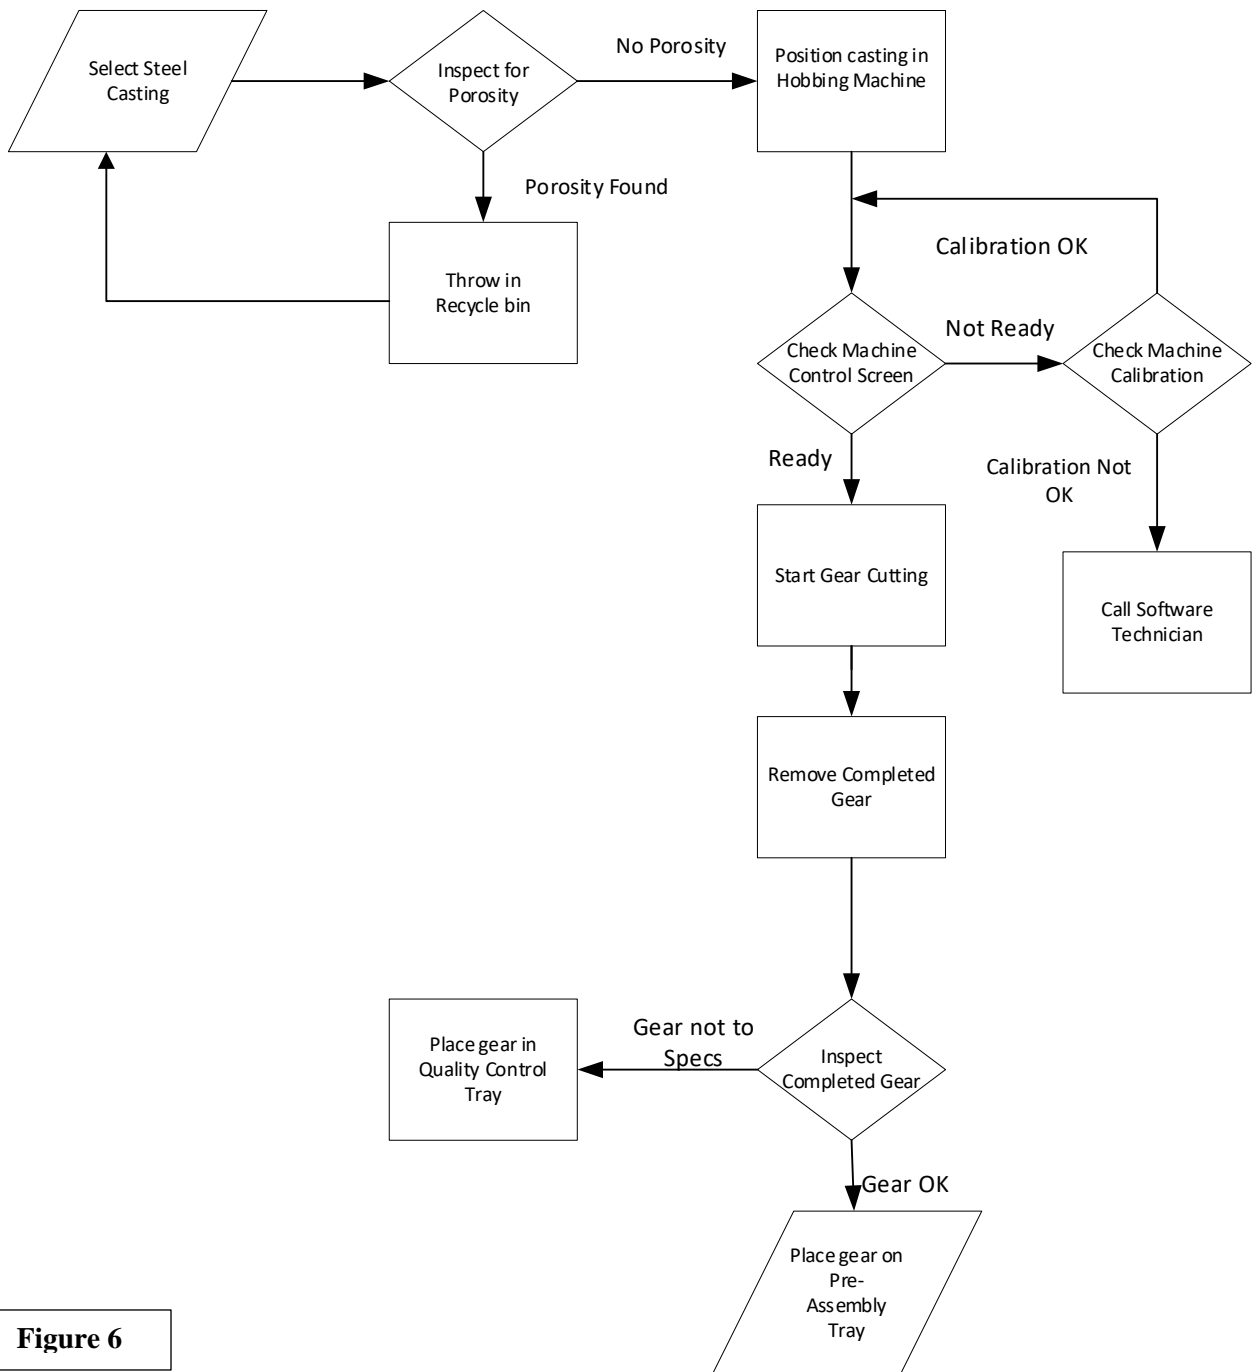 Select Steel
Casting
Inspect for
Porosity
No Porosity
Position casting in
Hobbing Machine
Porosity Found
Throw in
Recycle bin
Calibration OK
Check Machine
Control Screen
Not Ready
Check Machine
Calibration
Ready
Calibration Not
OK
Start Gear Cutting
Call Software
Technician
Remove Completed
Gear
Place gear in
Quality Control
Tray
Gear not to
Specs
Inspect
Completed Gear
Gear OK
Place gear on
Pre-
Assembly
Tray
Figure 6